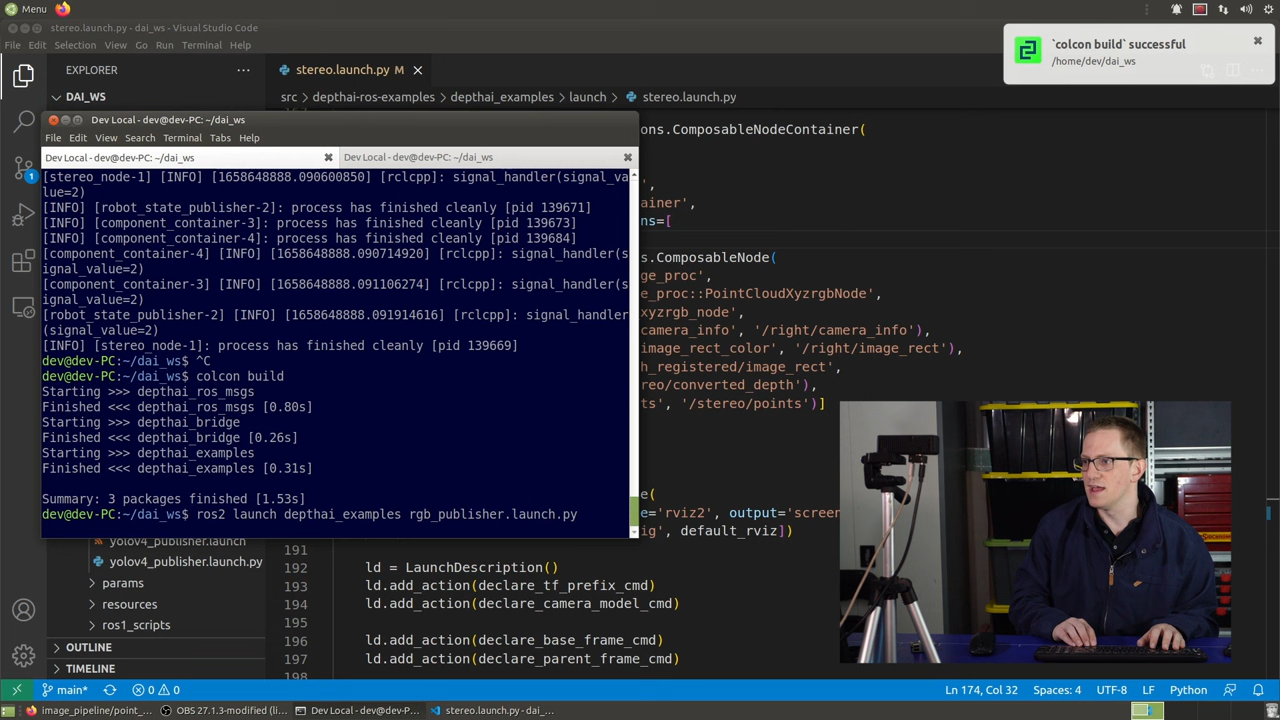 Menu
stereo.launch.py - dai_ws - Visual Studio Code
File Edit Selection View Go Run Terminal Help
`colcon build` successful
/home/dev/dai_ws
EXPLORER
stereo.launch.py M
DAI_WS
src > depthai-ros-examples > depthai_examples > launch > stereo.launch.py
Dev Local - dev@dev-PC: ~/dai_ws
File Edit View Search Terminal Tabs Help
Dev Local - dev@dev-PC: ~/dai_ws
Dev Local - dev@dev-PC: ~/dai_ws
[stereo_node-1] [INFO] [1658648888.090600850] [rclcpp]: signal_handler(signal_va
lue=2)
[INFO] [robot_state_publisher-2]: process has finished cleanly [pid 139671]
[INFO] [component_container-3]: process has finished cleanly [pid 139673]
[INFO] [component_container-4]: process has finished cleanly [pid 139684]
[component_container-4] [INFO] [1658648888.090714920] [rclcpp]: signal_handler(s
ignal_value=2)
[component_container-3] [INFO] [1658648888.091106274] [rclcpp]: signal_handler(s
ignal_value=2)
[robot_state_publisher-2] [INFO] [1658648888.091914616] [rclcpp]: signal_handler
(signal_value=2)
[INFO] [stereo_node-1]: process has finished cleanly [pid 139669]
dev@dev-PC:~/dai_ws$ ^C
dev@dev-PC:~/dai_ws$ colcon build
Starting >>> depthai_ros_msgs
Finished <<< depthai_ros_msgs [0.80s]
Starting >>> depthai_bridge
Finished <<< depthai_bridge [0.26s]
Starting >>> depthai_examples
Finished <<< depthai_examples [0.31s]
Summary: 3 packages finished [1.53s]
dev@dev-PC:~/dai_ws$ ros2 launch depthai_examples rgb_publisher.launch.py
ons.ComposableNodeContainer(
',
ainer',
ns=[
s.ComposableNode(
ge_proc',
e_proc::PointCloudXyzrgbNode',
xyzrgb_node',
camera_info', '/right/camera_info'),
image_rect_color', '/right/image_rect'),
h_registered/image_rect',
reo/converted_depth'),
ts', '/stereo/points')]
e(
='rviz2', output='screen
ig', default_rviz])
yolov4_publisher.launch.py
yolov4_publisher.launch.py
params
resources
ros1_scripts
OUTLINE
TIMELINE
191
192 ld = LaunchDescription()
193 ld.add_action(declare_tf_prefix_cmd)
194 ld.add_action(declare_camera_model_cmd)
195
196 ld.add_action(declare_base_frame_cmd)
197 ld.add_action(declare_parent_frame_cmd)
198
1
main* 0 0
Ln 174, Col 32 Spaces: 4 UTF-8 LF Python
image_pipeline/point_... OBS 27.1.3-modified (li... Dev Local - dev@dev-P... stereo.launch.py - dai_...